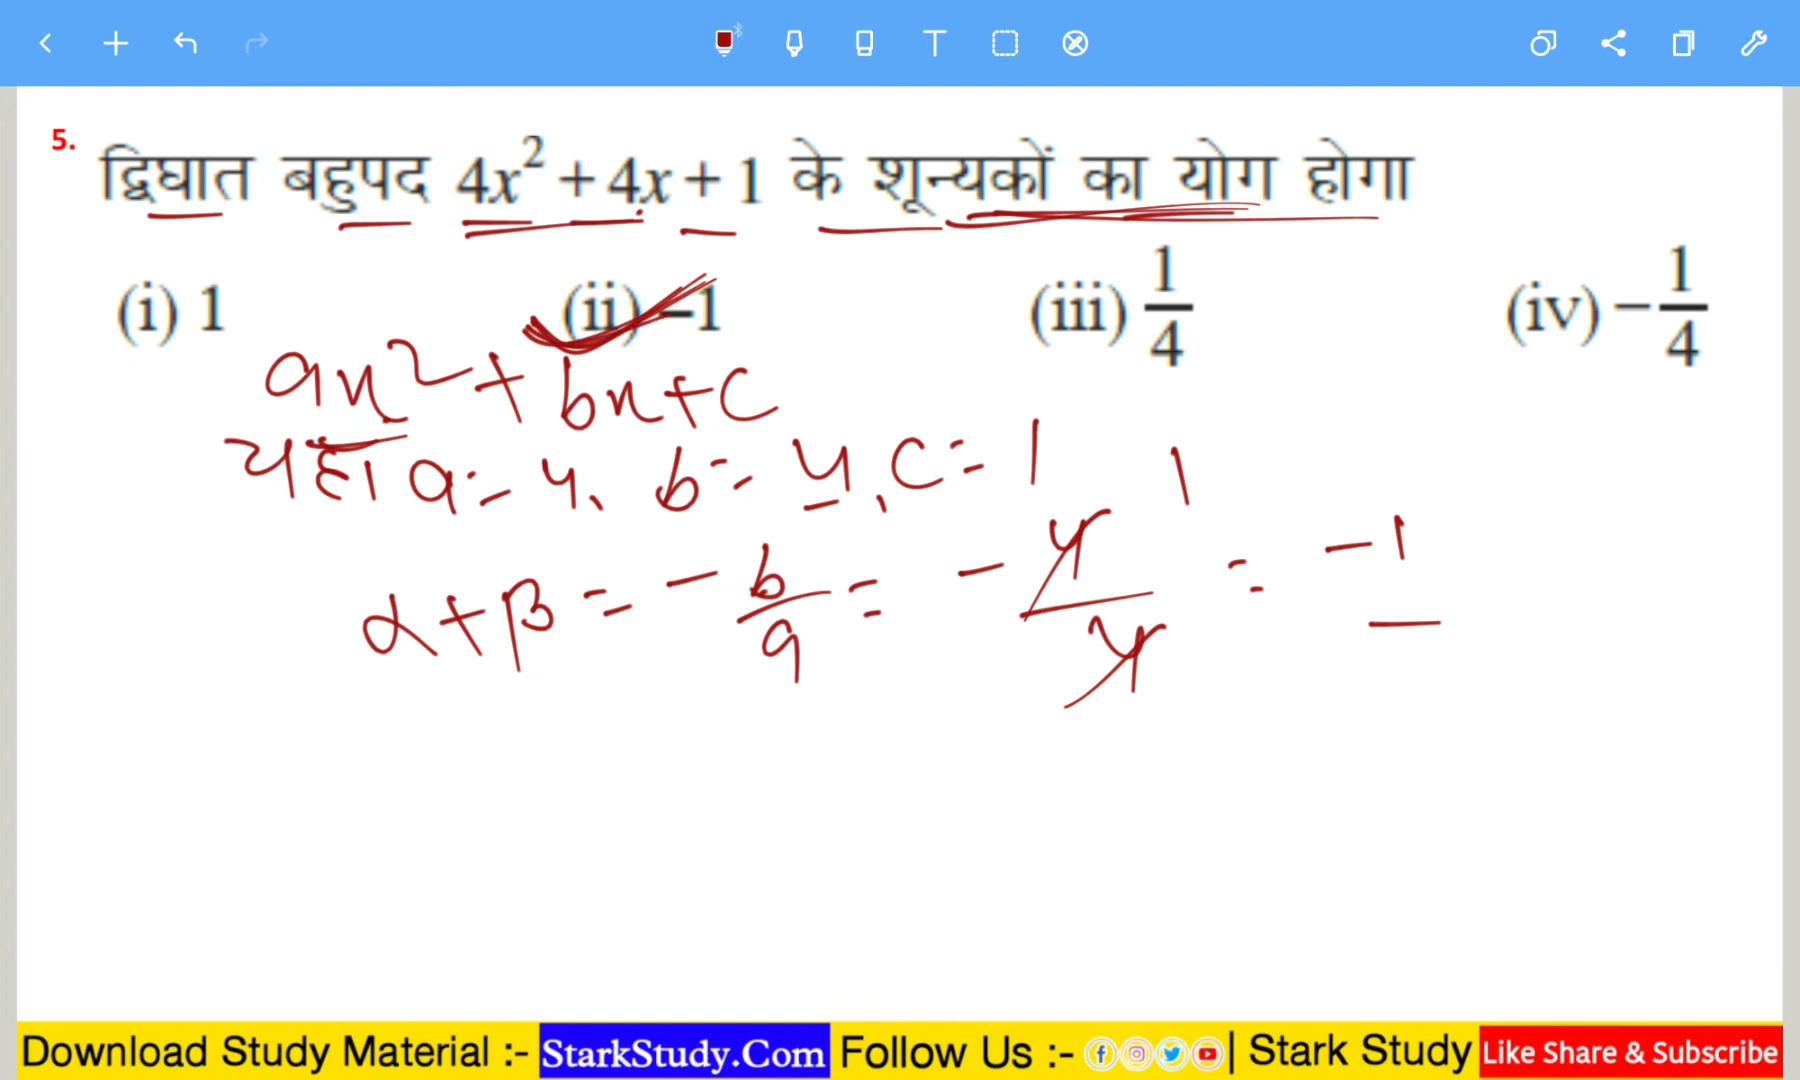 5. द्विघात बहुपद 4x² + 4x + 1 के शून्यकों का योग होगा
(i) 1 (ii) –1 (iii) 1/4 (iv) – 1/4
ax² + bx + c
यहाँ a = 4, b = 4, c = 1
1
α + β = - b/a = - 4/4 = -1
Download Study Material :- StarkStudy.Com Follow Us :- | Stark Study Like Share & Subscribe